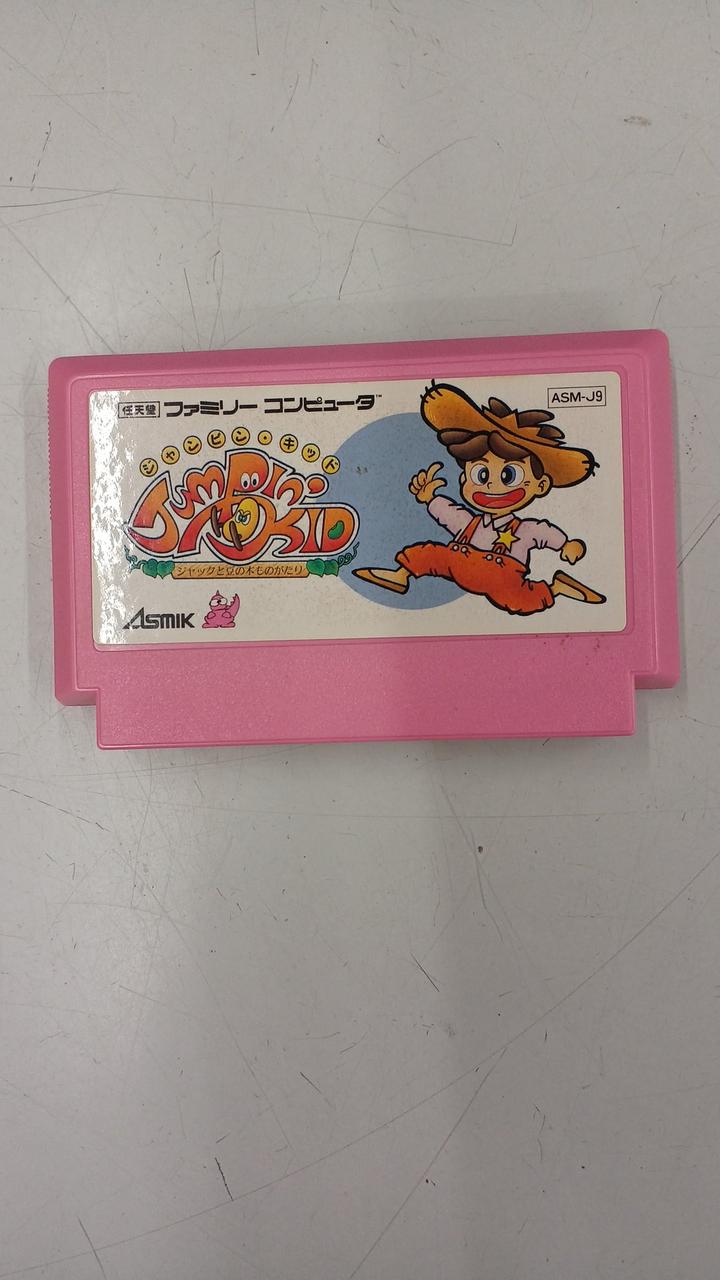 任天堂 ファミリー コンピュータ™
ASM-J9
ジャンピン・キッド
JUMPIN' KID
ジャックと豆の木ものがたり
ASMIK